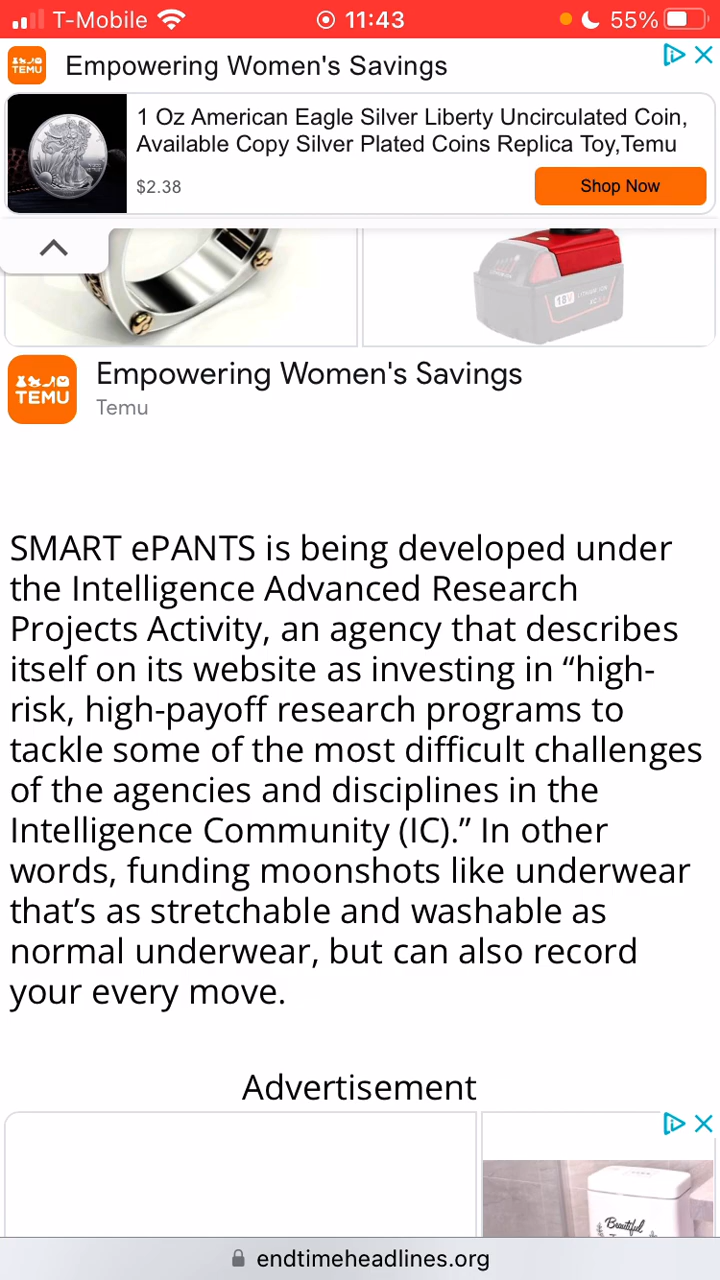 T-Mobile 11:43 55%
TEMU Empowering Women's Savings
1 Oz American Eagle Silver Liberty Uncirculated Coin,
Available Copy Silver Plated Coins Replica Toy,Temu
$2.38 Shop Now
18V LITHIUM ION
TEMU Empowering Women's Savings
Temu
SMART ePANTS is being developed under
the Intelligence Advanced Research
Projects Activity, an agency that describes
itself on its website as investing in “high-
risk, high-payoff research programs to
tackle some of the most difficult challenges
of the agencies and disciplines in the
Intelligence Community (IC).” In other
words, funding moonshots like underwear
that’s as stretchable and washable as
normal underwear, but can also record
your every move.
Advertisement
Beautiful
endtimeheadlines.org